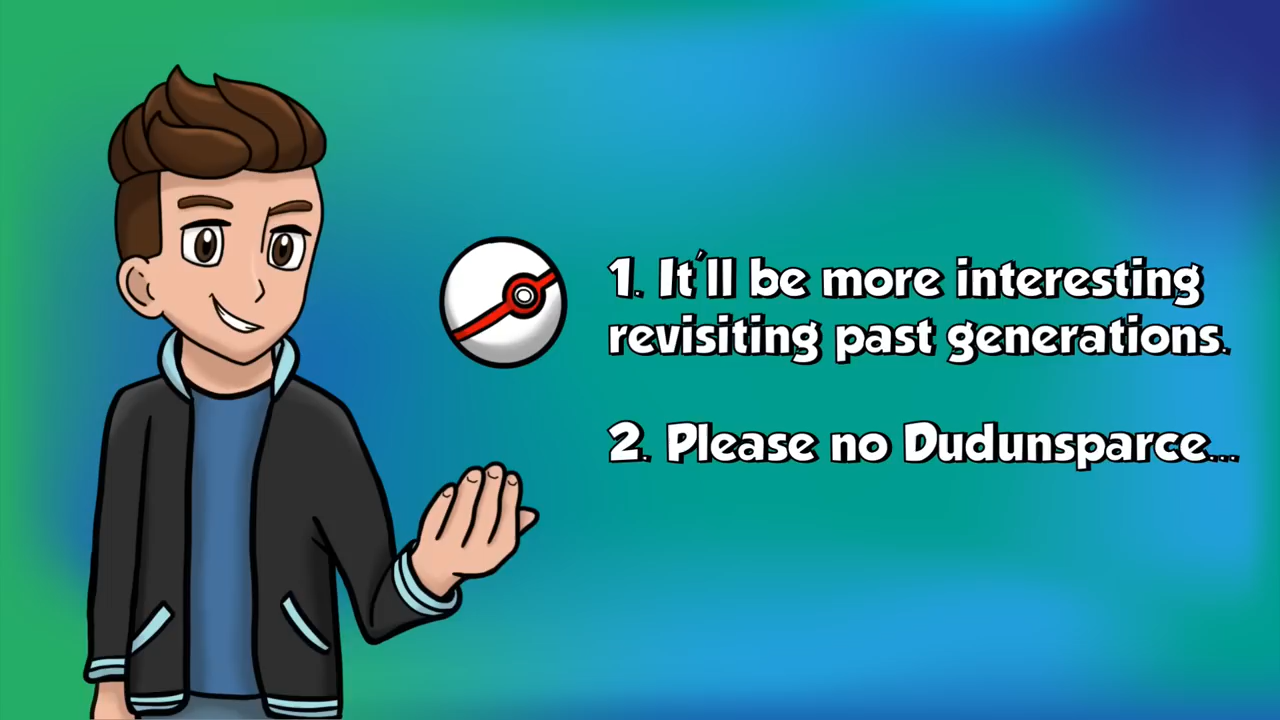 1. It'll be more interesting
revisiting past generations.
2. Please no Dudunsparce...